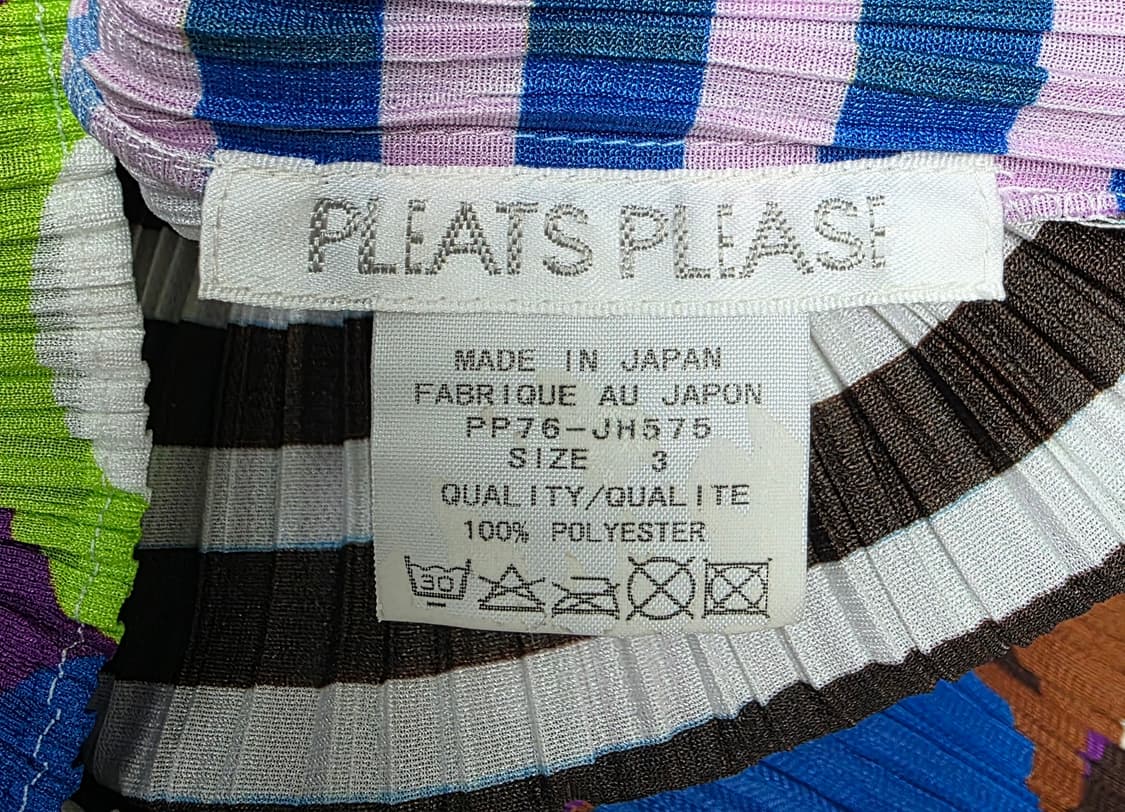 PLEATS PLEASE
MADE IN JAPAN
FABRIQUE AU JAPON
PP76-JH575
SIZE 3
QUALITY/QUALITE
100% POLYESTER
30